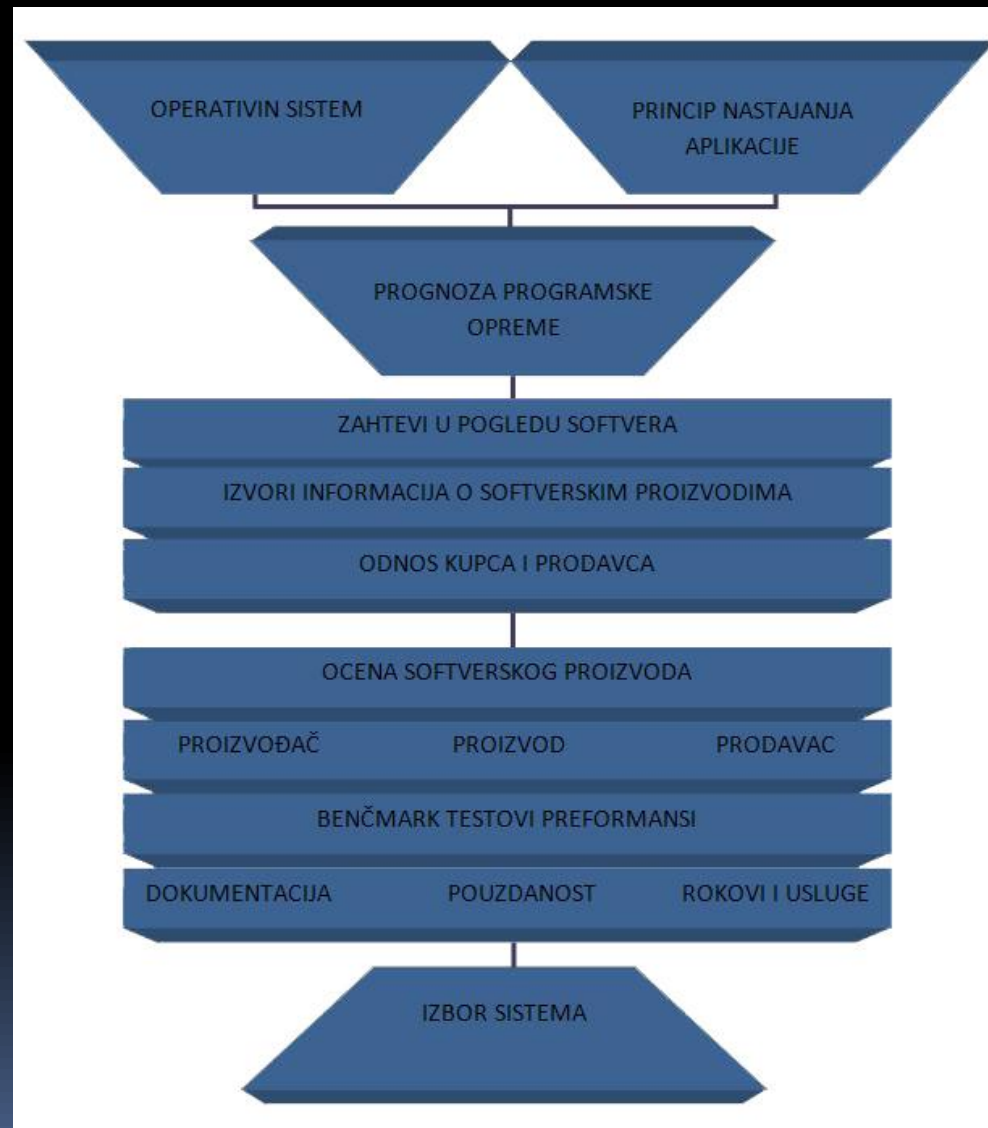 OPERATIVIN SISTEM
PRINCIP NASTAJANJA
APLIKACIJE
PROGNOZA PROGRAMSKE
OPREME
ZAHTEVI U POGLEDU SOFTVERA
IZVORI INFORMACIJA O SOFTVERSKIM PROIZVODIMA
ODNOS KUPCA I PRODAVCA
OCENA SOFTVERSKOG PROIZVODA
PROIZVOĐAČ PROIZVOD PRODAVAC
BENČMARK TESTOVI PREFORMANSI
DOKUMENTACIJA POUZDANOST ROKOVI I USLUGE
IZBOR SISTEMA